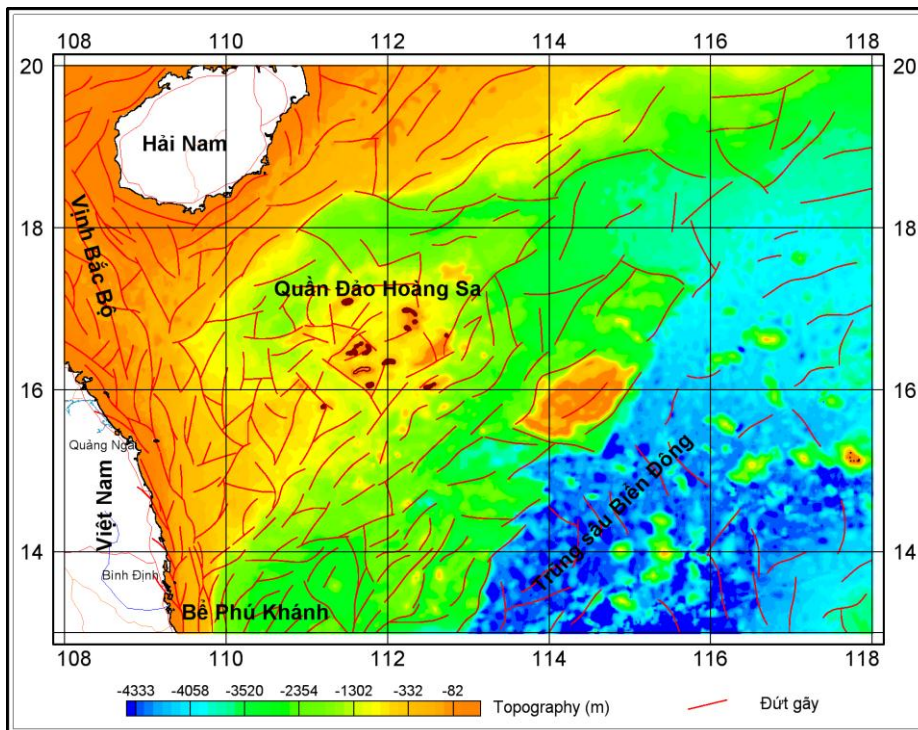 108 110 112 114 116 118
20 20
Hải Nam
18 18
Vịnh Bắc Bộ
Quần Đảo Hoàng Sa
16 16
Quảng Ngã
Việt Nam
Trũng sâu Biển Đông
14 14
Bình Định
Bể Phú Khánh
108 110 112 114 116 118
-4333 -4058 -3520 -2354 -1302 -332 -82
Topography (m)
Đứt gãy